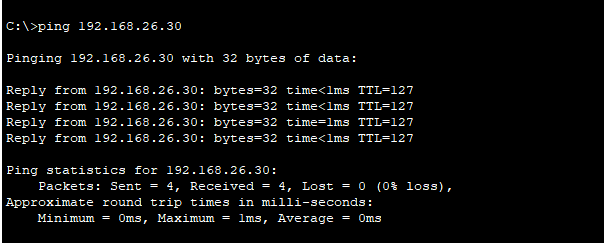 C:\>ping 192.168.26.30
Pinging 192.168.26.30 with 32 bytes of data:
Reply from 192.168.26.30: bytes=32 time<1ms TTL=127
Reply from 192.168.26.30: bytes=32 time<1ms TTL=127
Reply from 192.168.26.30: bytes=32 time=1ms TTL=127
Reply from 192.168.26.30: bytes=32 time<1ms TTL=127
Ping statistics for 192.168.26.30:
    Packets: Sent = 4, Received = 4, Lost = 0 (0% loss),
Approximate round trip times in milli-seconds:
    Minimum = 0ms, Maximum = 1ms, Average = 0ms